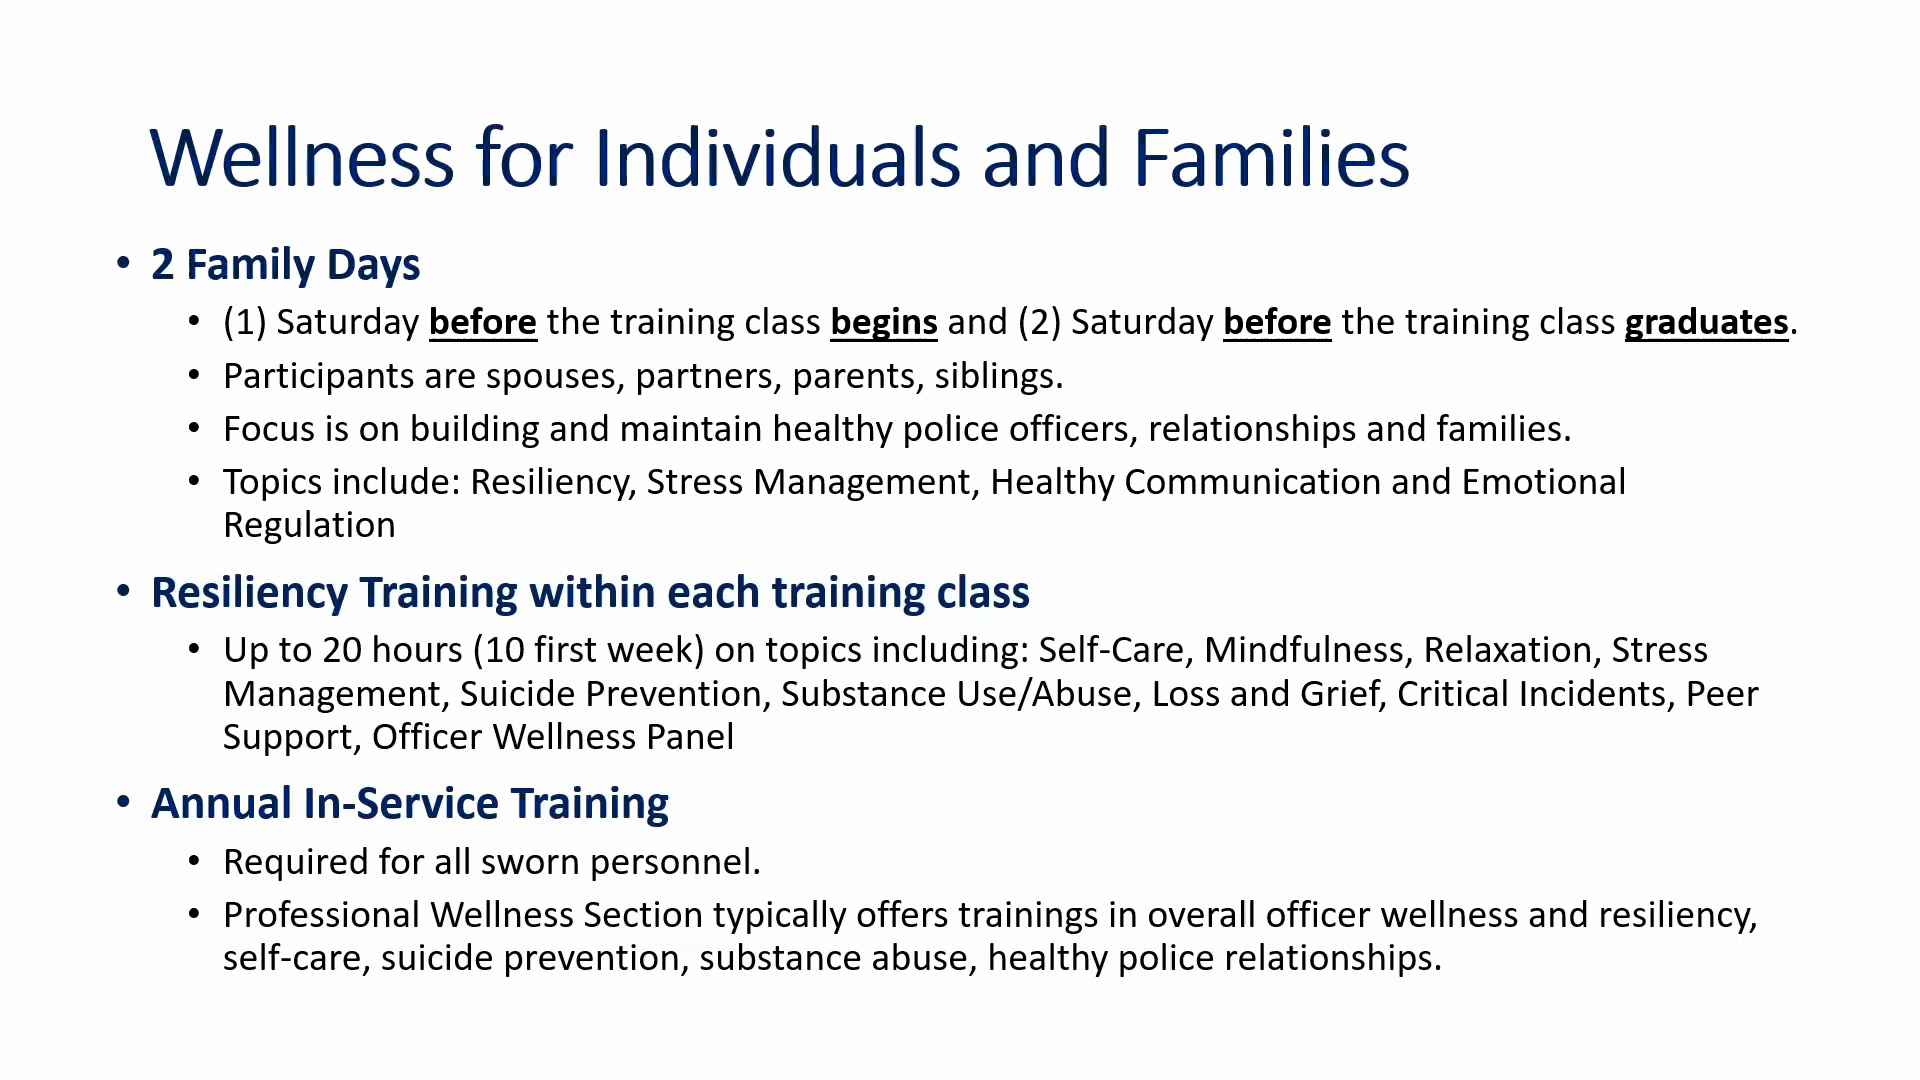 Wellness for Individuals and Families
• 2 Family Days
• (1) Saturday before the training class begins and (2) Saturday before the training class graduates.
• Participants are spouses, partners, parents, siblings.
• Focus is on building and maintain healthy police officers, relationships and families.
• Topics include: Resiliency, Stress Management, Healthy Communication and Emotional
Regulation
• Resiliency Training within each training class
• Up to 20 hours (10 first week) on topics including: Self-Care, Mindfulness, Relaxation, Stress
Management, Suicide Prevention, Substance Use/Abuse, Loss and Grief, Critical Incidents, Peer
Support, Officer Wellness Panel
• Annual In-Service Training
• Required for all sworn personnel.
• Professional Wellness Section typically offers trainings in overall officer wellness and resiliency,
self-care, suicide prevention, substance abuse, healthy police relationships.